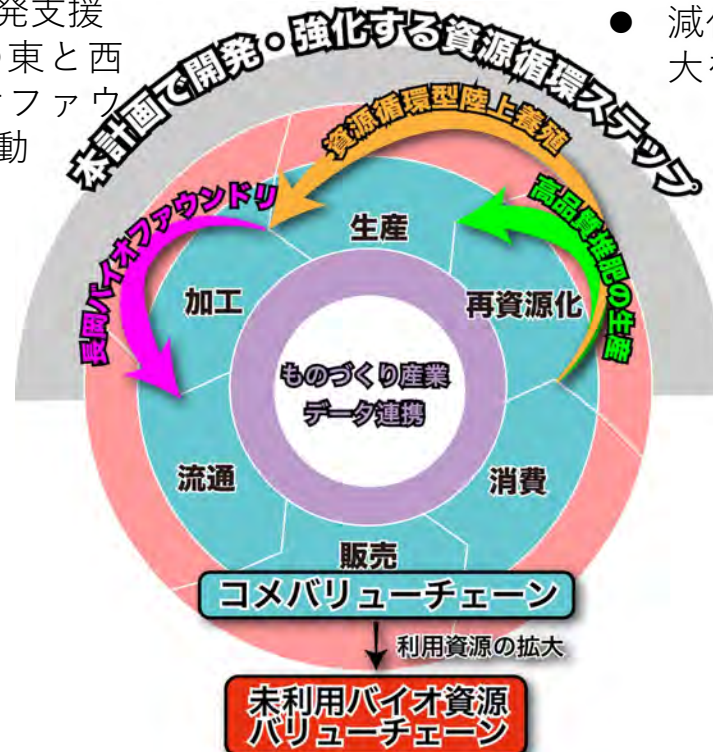 発支援
東と西
ファウ
動
● 減
大
本計画で開発・強化する資源循環ステップ
資源循環型陸上養殖
長岡バイオファウンドリ
高品質堆肥の生産
生産
加工
再資源化
ものづくり産業
データ連携
流通
消費
販売
コメバリューチェーン
利用資源の拡大
未利用バイオ資源
バリューチェーン